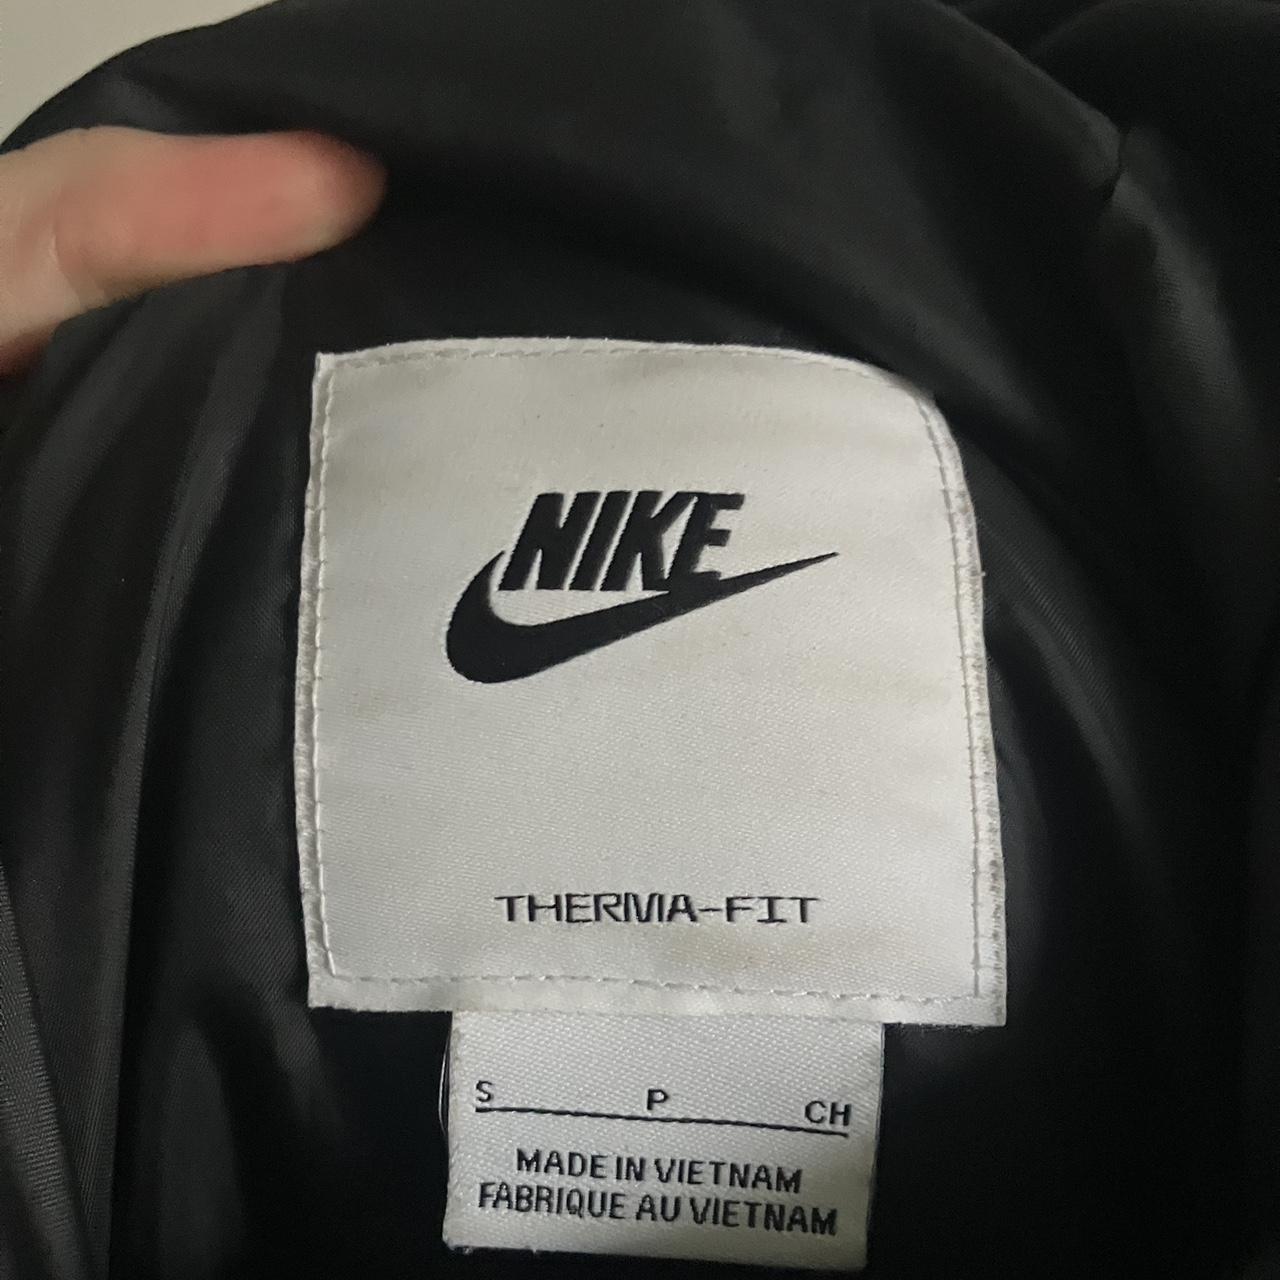 NIKE
THERMA-FIT
S P CH
MADE IN VIETNAM
FABRIQUE AU VIETNAM